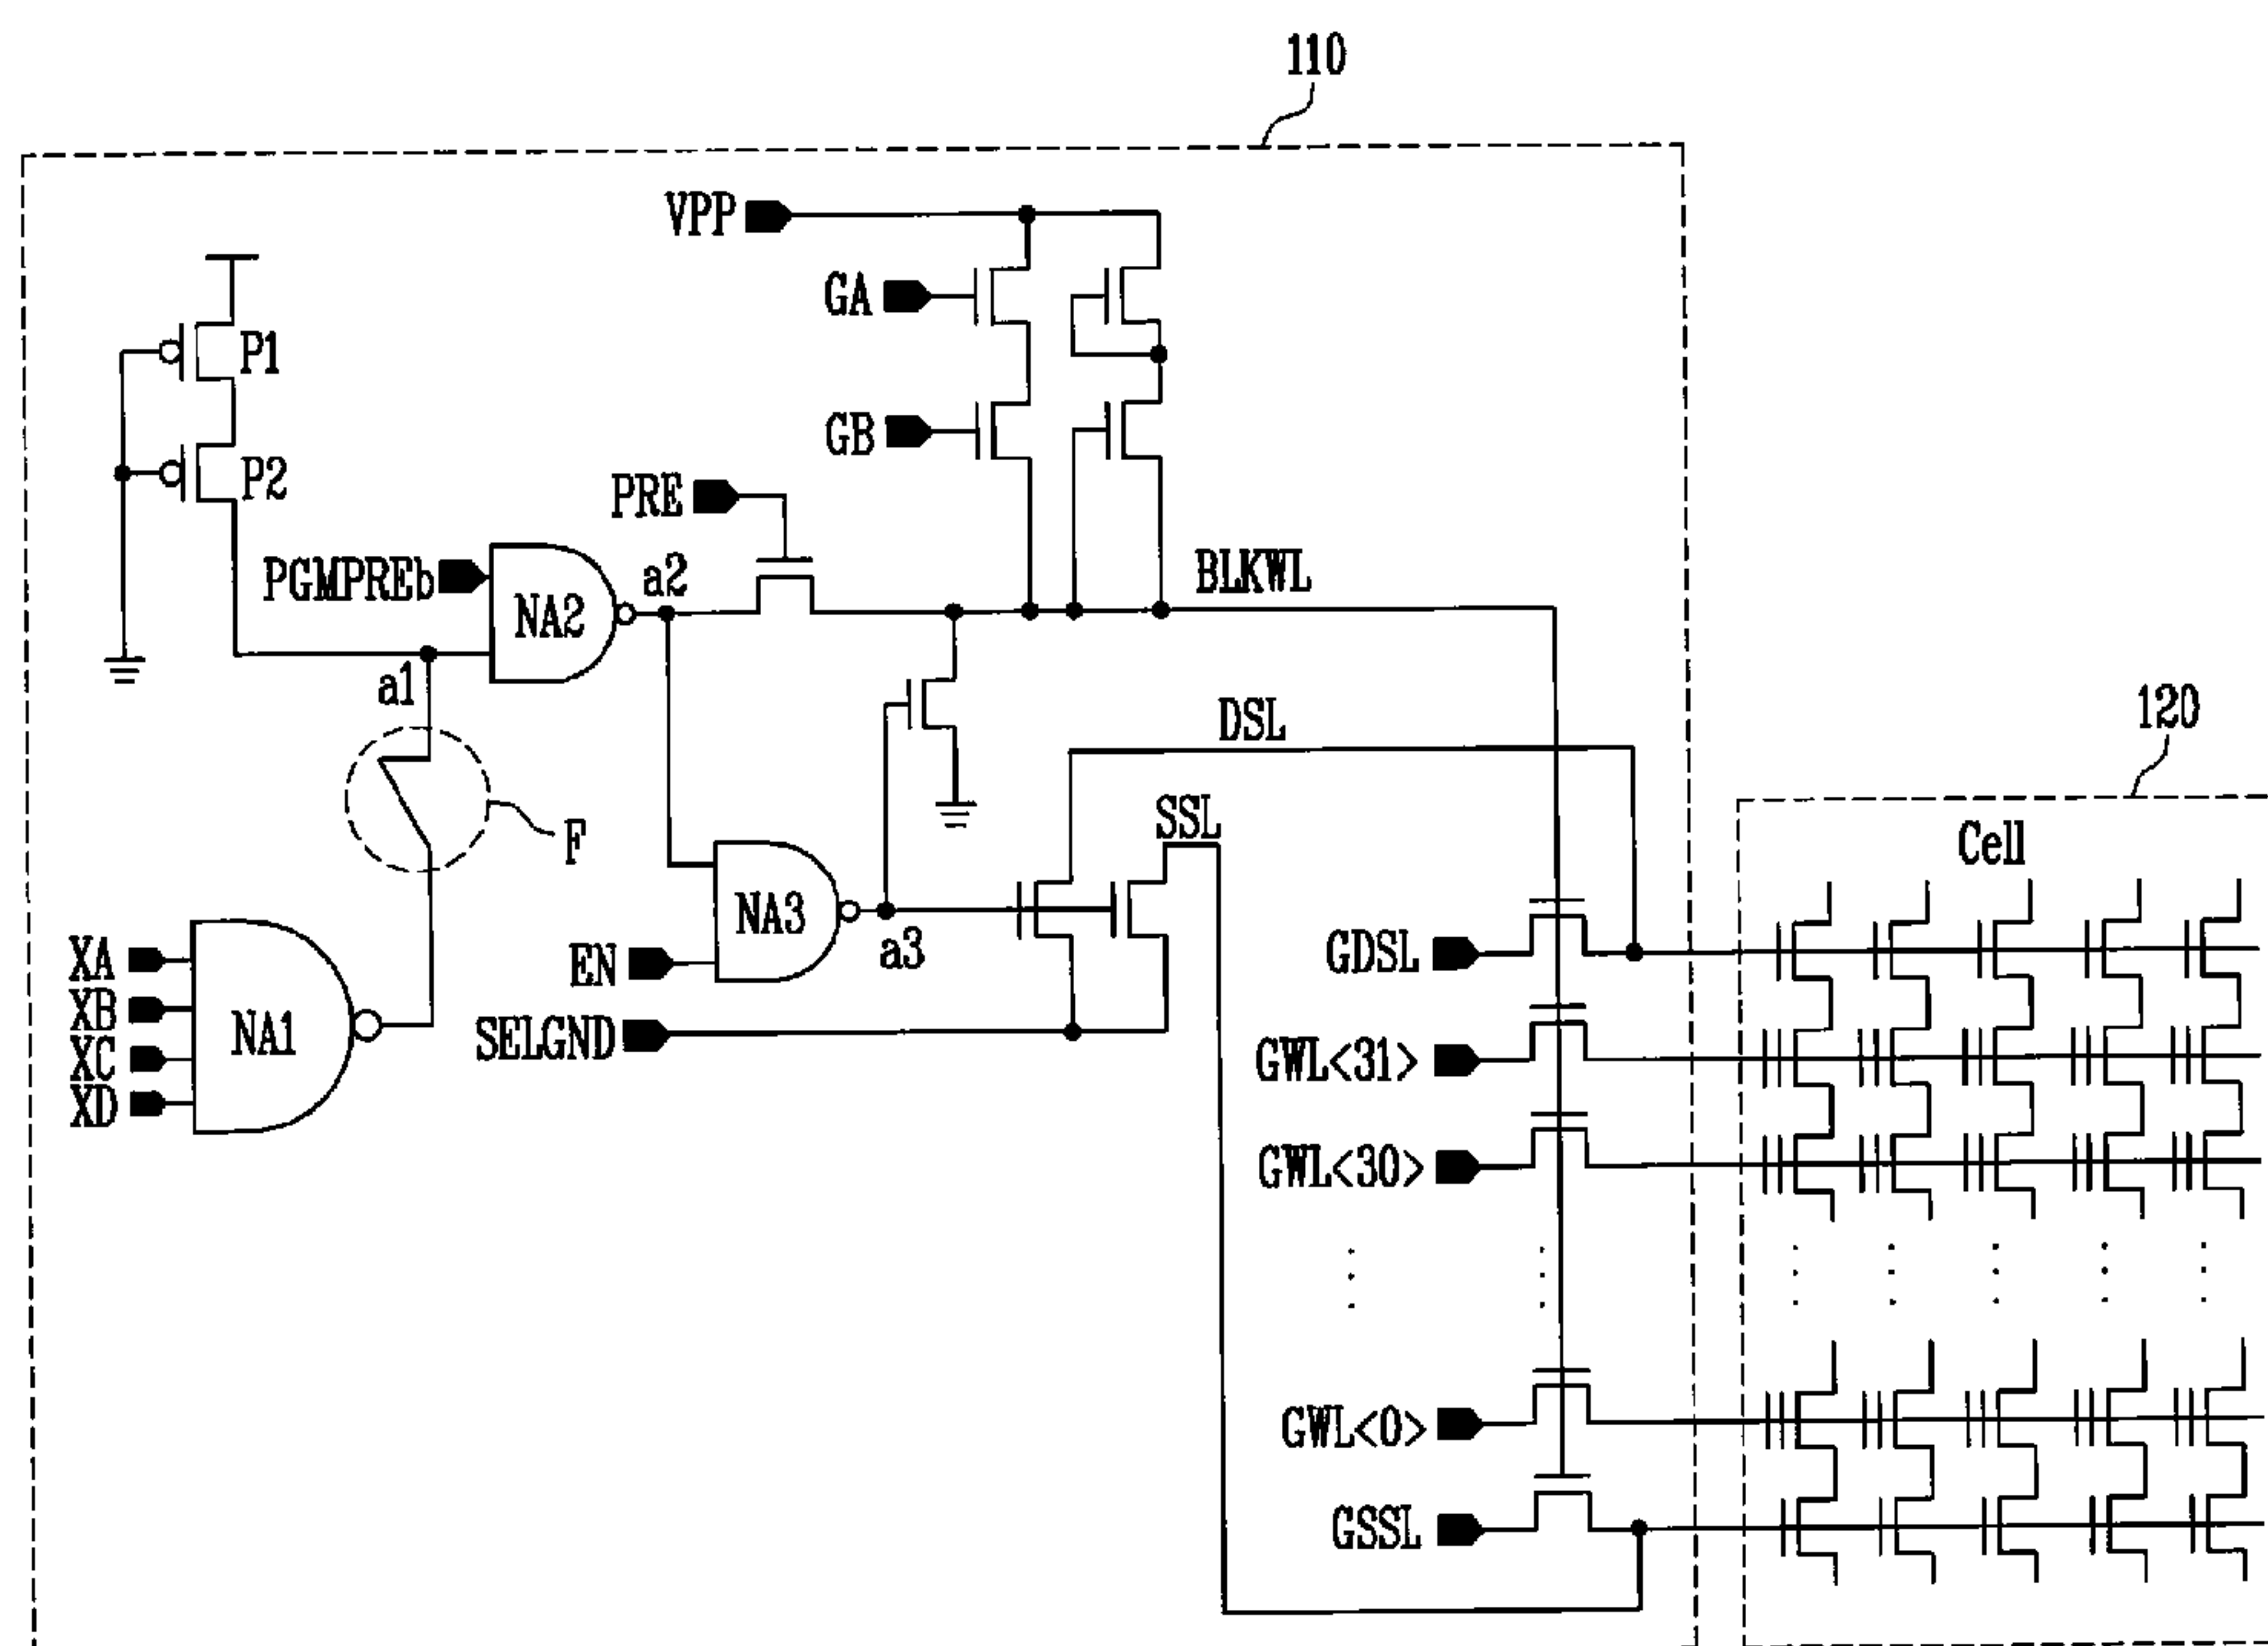 110
VPP
GA
P1
GB
P2
PRE
PGMPREb
NA2
a2
BLKWL
a1
DSL
120
F
SSL
Cell
NA3
XA
XB
XC
XD
NA1
EN
a3
SELGND
GDSL
GWL<31>
GWL<30>
GWL<0>
GSSL